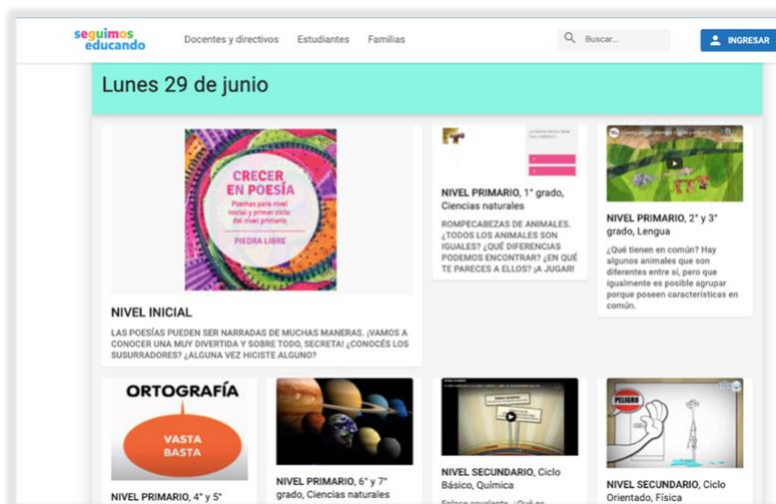 seguimos
educando
Docentes y directivos
Estudiantes
Familias
Buscar...
INGRESAR
Lunes 29 de junio
CRECER
EN POESÍA
Poemas para nivel
inicial y primer ciclo
del nivel primario
PIEDRA LIBRE
NIVEL INICIAL
LAS POESÍAS PUEDEN SER NARRADAS DE MUCHAS MANERAS. ¡VAMOS A
CONOCER UNA MUY DIVERTIDA Y SOBRE TODO, SECRETA! ¿CONOCÉS LOS
SUSURRADORES? ¿ALGUNA VEZ HICISTE ALGUNO?
NIVEL PRIMARIO, 1° grado,
Ciencias naturales
ROMPECABEZAS DE ANIMALES.
¿TODOS LOS ANIMALES SON
IGUALES? ¿QUÉ DIFERENCIAS
PODEMOS ENCONTRAR? ¿EN QUÉ
TE PARECES A ELLOS? ¡A JUGAR!
NIVEL PRIMARIO, 2° y 3°
grado, Lengua
¿Qué tienen en común? Hay
algunos animales que son
diferentes entre sí, pero que
igualmente es posible agrupar
porque poseen características en
común.
ORTOGRAFÍA
VASTA
BASTA
NIVEL PRIMARIO, 4° y 5°
NIVEL PRIMARIO, 6° y 7°
grado, Ciencias naturales
NIVEL SECUNDARIO, Ciclo
Básico, Química
Enlace covalente. ¿Qué es
PELIGRO
NIVEL SECUNDARIO, Ciclo
Orientado, Física